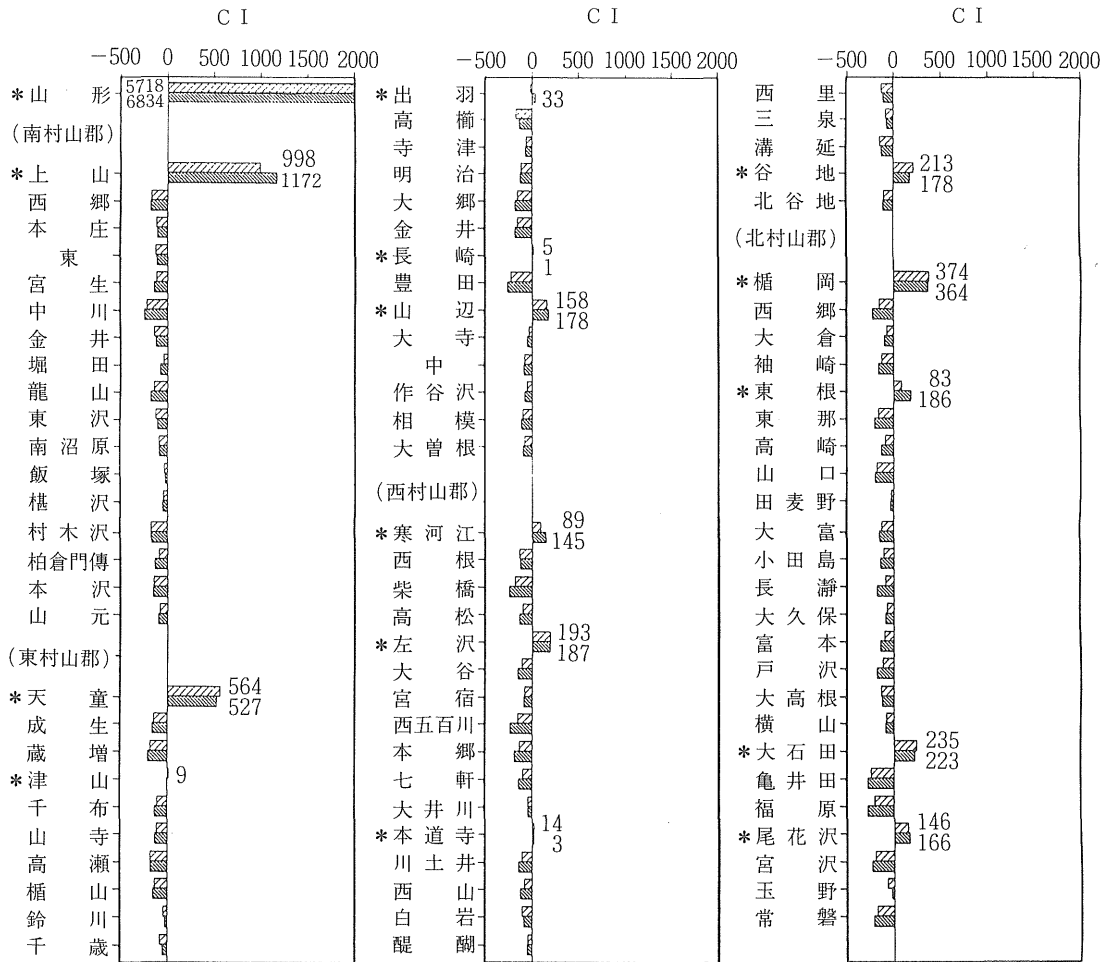 C I
−500 0 500 1000 1500 2000
*山形 5718 6834
(南村山郡)
*上山 998 1172
西郷
本庄
東
宮生
中川
金井
堀田
龍山
東沢
南沼原
飯塚
椹沢
村木沢
柏倉門傳
本沢
山元
(東村山郡)
*天童 564 527
成生
蔵増
*津山 9
千布
山寺
高瀬
楯山
鈴川
千歳
C I
−500 0 500 1000 1500 2000
*出羽 33
高櫤
寺津
明治
大郷
金井
*長崎 5 1
豊田
*山辺 158 178
大寺
中
作谷沢
相模
大曽根
(西村山郡)
*寒河江 89 145
西根
柴橋
高松
*左沢 193 187
大谷
宮宿
西五百川
本郷
七軒
大井川
*本道寺 14 3
川土井
西山
白岩
醍醐
C I
−500 0 500 1000 1500 2000
西里
三泉
溝延
*谷地 213 178
北谷地
(北村山郡)
*楯岡 374 364
西郷
大倉
袖崎
*東根 83 186
東那
高崎
山口
田麦野
大富
小田島
長瀞
大久保
富本
戸沢
大高根
横山
*大石田 235 223
亀井田
福原
*尾花沢 146 166
宮沢
玉野
常磐